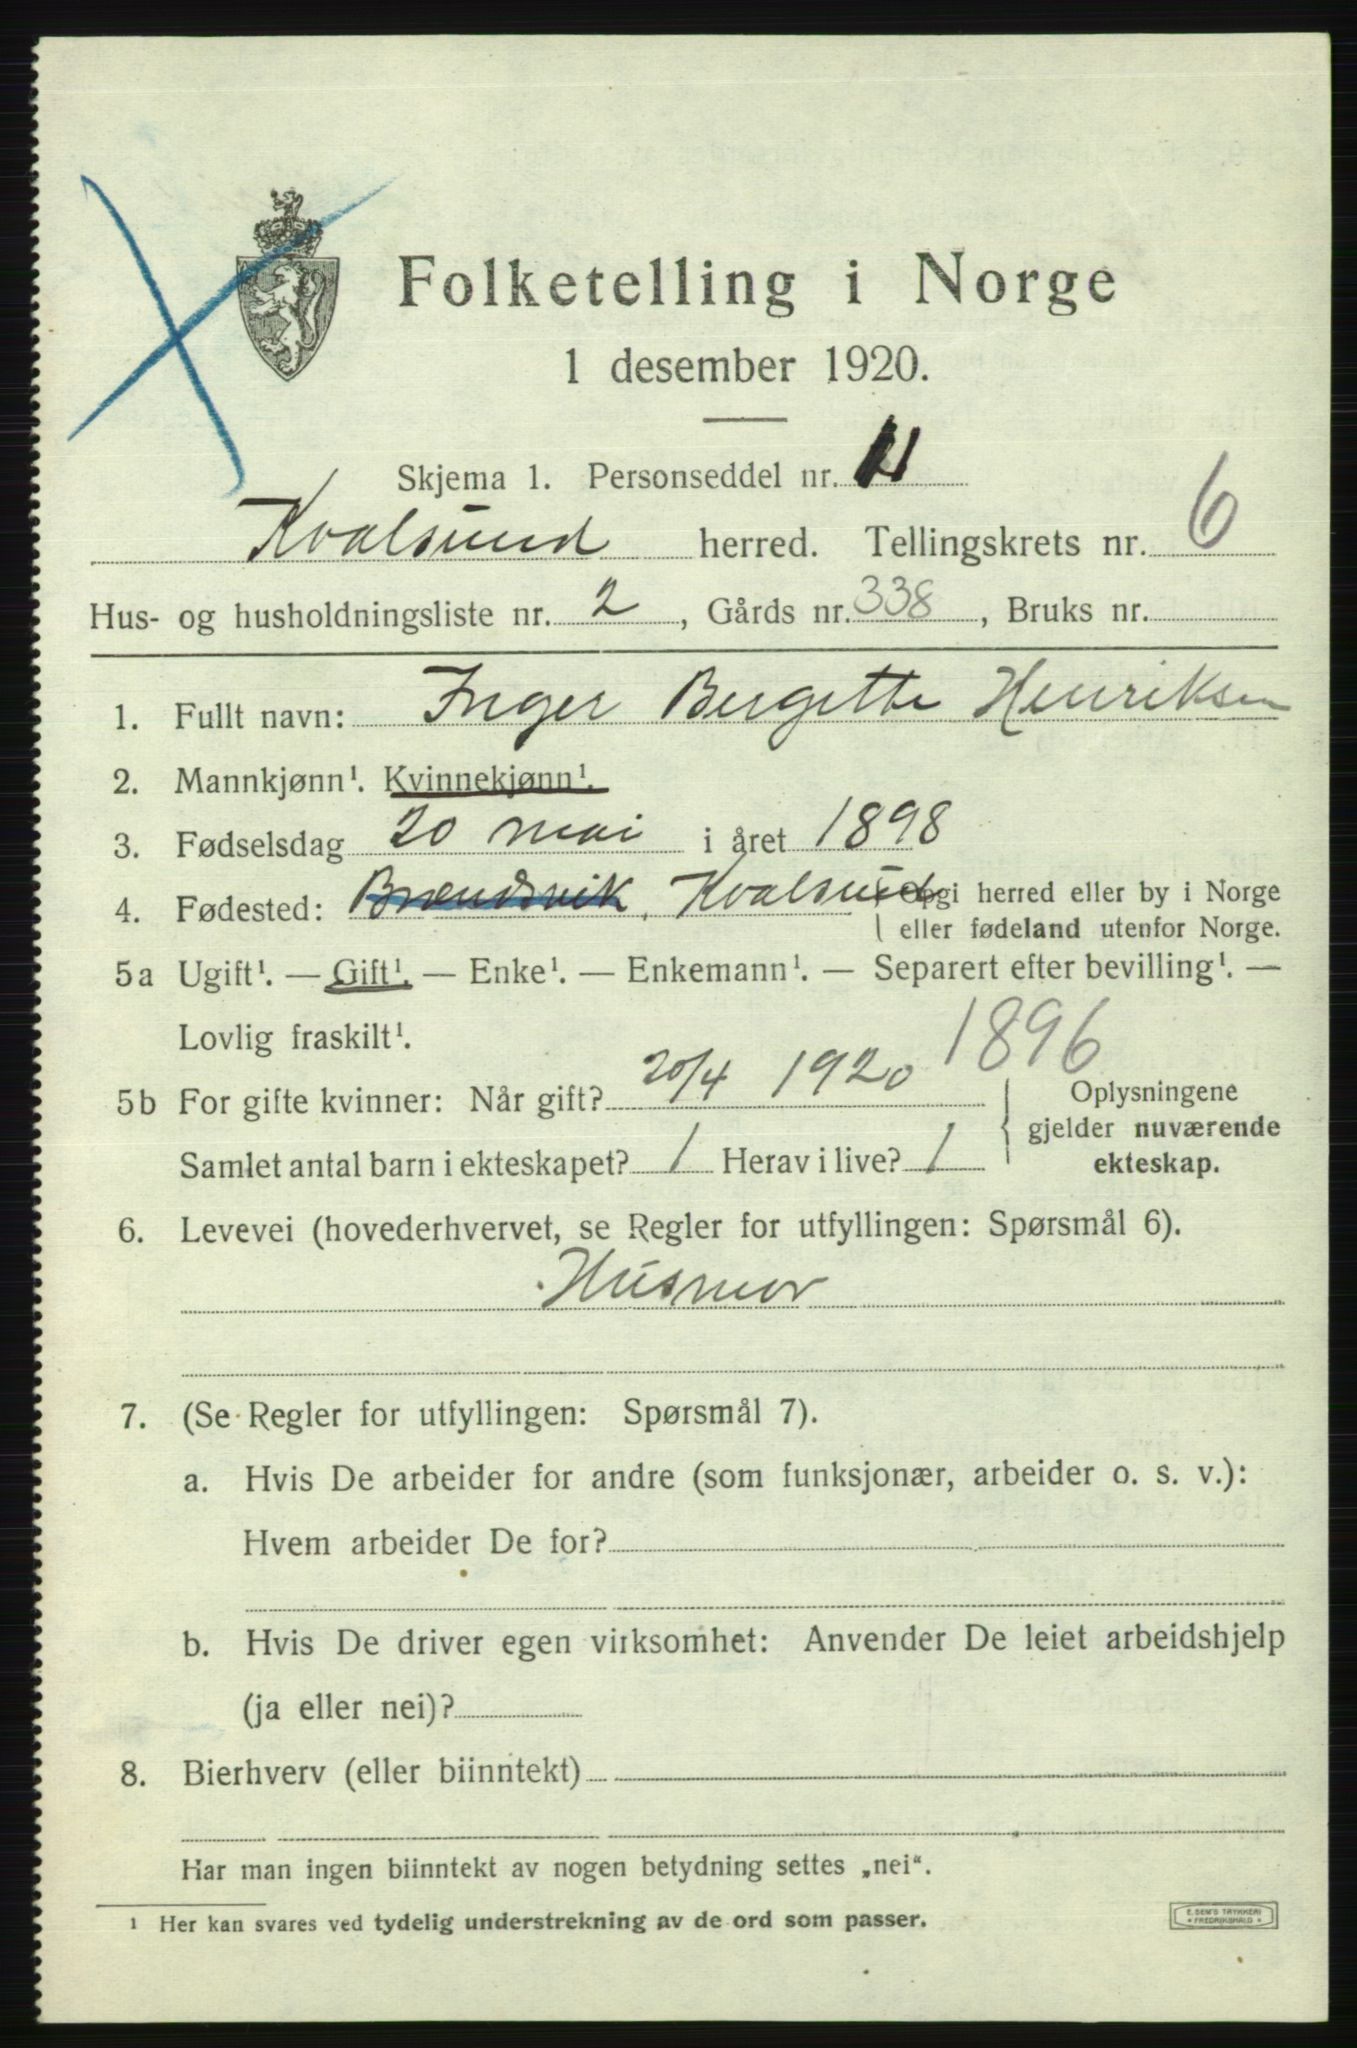 Folketelling i Norge
1 desember 1920.
Skjema 1. Personseddel nr.
Kvalsund herred. Tellingskrets nr. 6
Hus- og husholdningsliste nr. 2, Gårds nr. 338, Bruks nr.
1. Fullt navn: Inger Bergitte Henriksen
2. Mannkjønn¹. Kvinnekjønn¹.
3. Fødselsdag 20 mai i året 1898
4. Fødested: Brændsvik, Kvalsund { Opgi herred eller by i Norge
eller fødeland utenfor Norge.
5a Ugift¹. — Gift¹. — Enke¹. — Enkemann¹. — Separert efter bevilling¹. —
Lovlig fraskilt¹. 1896
5b For gifte kvinner: Når gift? 20/4 1920 { Oplysningene
gjelder nuværende
ekteskap.
Samlet antal barn i ekteskapet? 1 Herav i live? 1
6. Levevei (hovederhvervet, se Regler for utfyllingen: Spørsmål 6).
Husmor
7. (Se Regler for utfyllingen: Spørsmål 7).
a. Hvis De arbeider for andre (som funksjonær, arbeider o. s. v.):
Hvem arbeider De for?
b. Hvis De driver egen virksomhet: Anvender De leiet arbeidshjelp
(ja eller nei)?
8. Bierhverv (eller biinntekt)
Har man ingen biinntekt av nogen betydning settes „nei“.
¹ Her kan svares ved tydelig understrekning av de ord som passer.
E. SEM'S TRYKKERI
* FREDRIKSHALD *